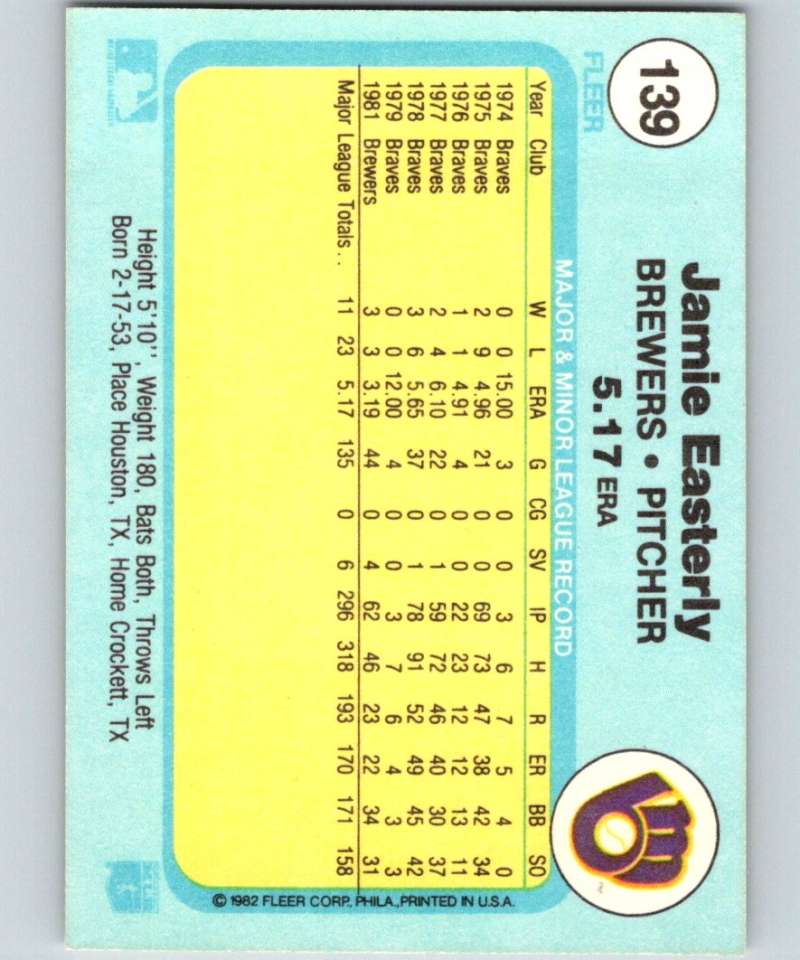 139
FLEER
Jamie Easterly
BREWERS • PITCHER
5.17 ERA
MAJOR & MINOR LEAGUE RECORD
Year Club W L ERA G CG SV IP H R ER BB SO
1974 Braves 0 0 15.00 3 0 0 3 6 7 5 4 0
1975 Braves 2 9 4.96 21 0 0 69 73 47 38 42 34
1976 Braves 1 1 4.91 4 0 0 22 23 12 12 13 11
1977 Braves 2 4 6.10 22 0 1 59 72 46 40 30 37
1978 Braves 3 6 5.65 37 0 1 78 91 52 49 45 42
1979 Braves 0 0 12.00 4 0 0 3 7 6 4 3 3
1981 Brewers 3 3 3.19 44 0 4 62 46 23 22 34 31
Major League Totals . . 11 23 5.17 135 0 6 296 318 193 170 171 158
© 1982 FLEER CORP., PHILA., PRINTED IN U.S.A.
Height 5'10'', Weight 180, Bats Both, Throws Left
Born 2-17-53, Place Houston, TX, Home Crockett, TX